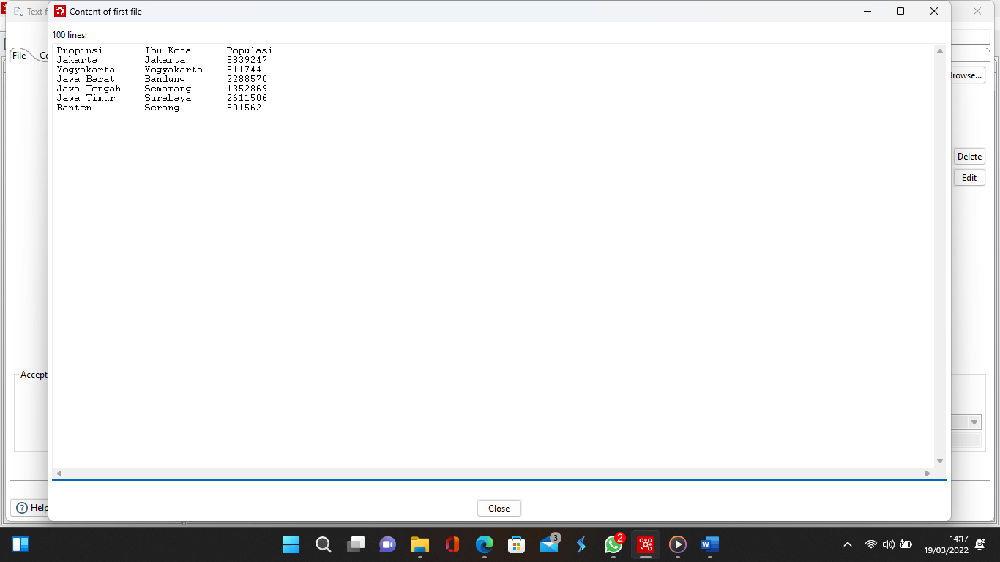 Text f
Content of first file
100 lines:
File
Co
Propinsi Ibu Kota Populasi
Jakarta Jakarta 8839247
Yogyakarta Yogyakarta 511744
Jawa Barat Bandung 2288570
Jawa Tengah Semarang 1352869
Jawa Timur Surabaya 2611506
Banten Serang 501562
Browse...
Delete
Edit
Accept
Help
Close
3
2
14:17
19/03/2022